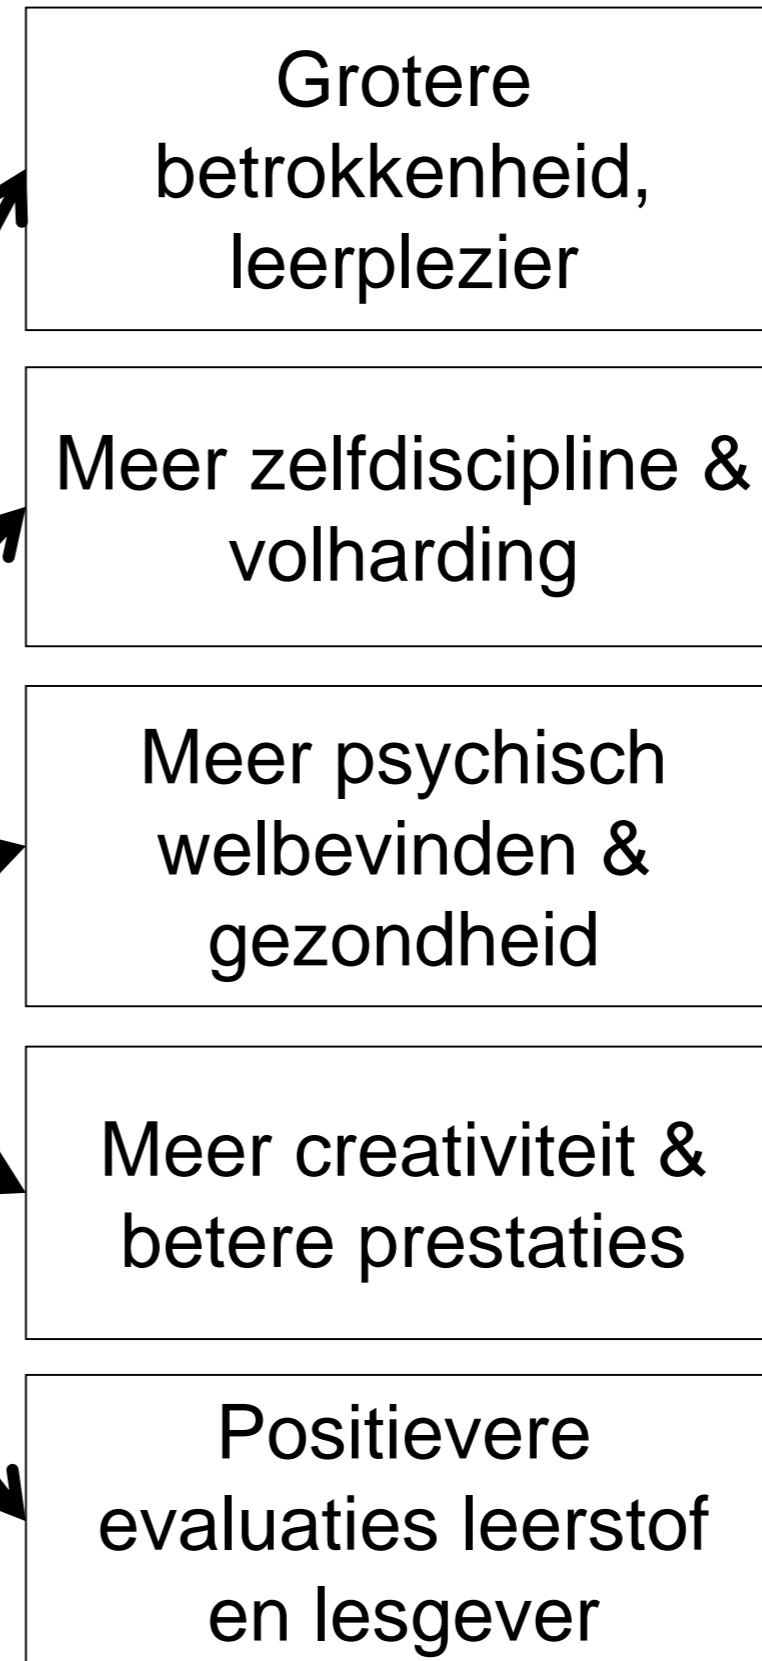 Grotere
betrokkenheid,
leerplezier
Meer zelfdiscipline &
volharding
Meer psychisch
welbevinden &
gezondheid
Meer creativiteit &
betere prestaties
Positievere
evaluaties leerstof
en lesgever